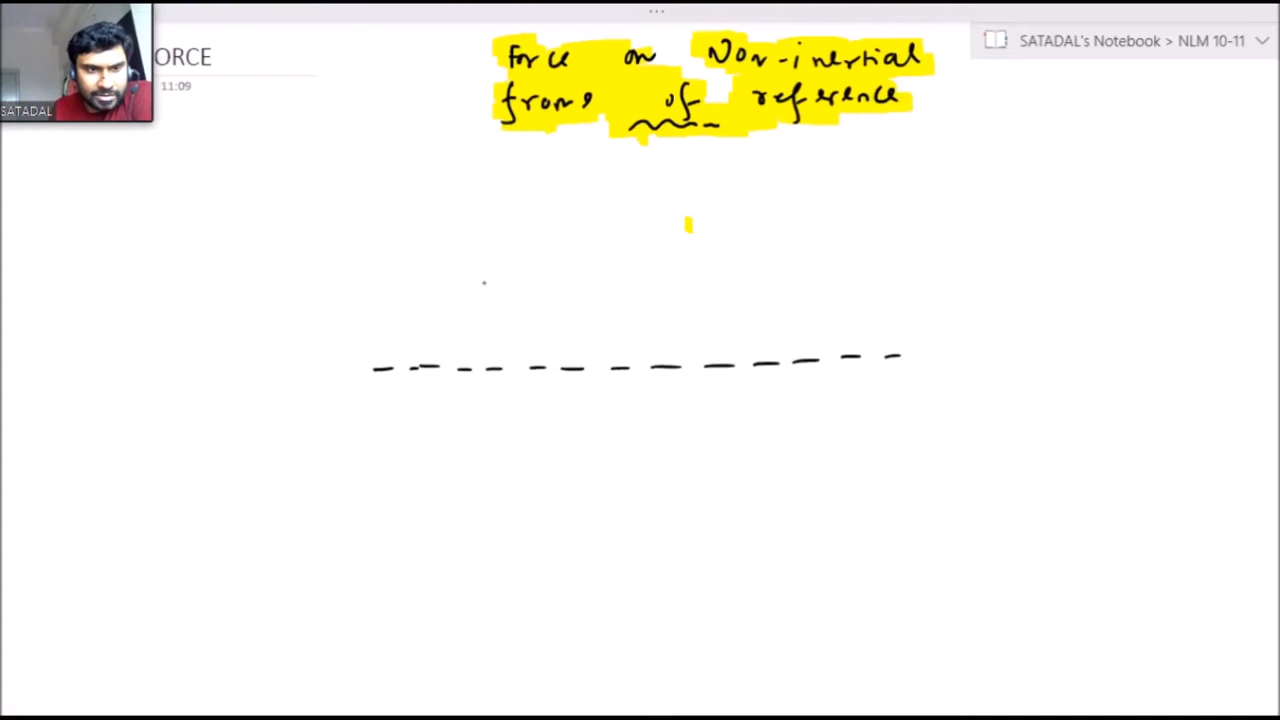 ORCE
11:09
SATADAL
Force on Non-inertial
frame of reference
SATADAL's Notebook > NLM 10-11